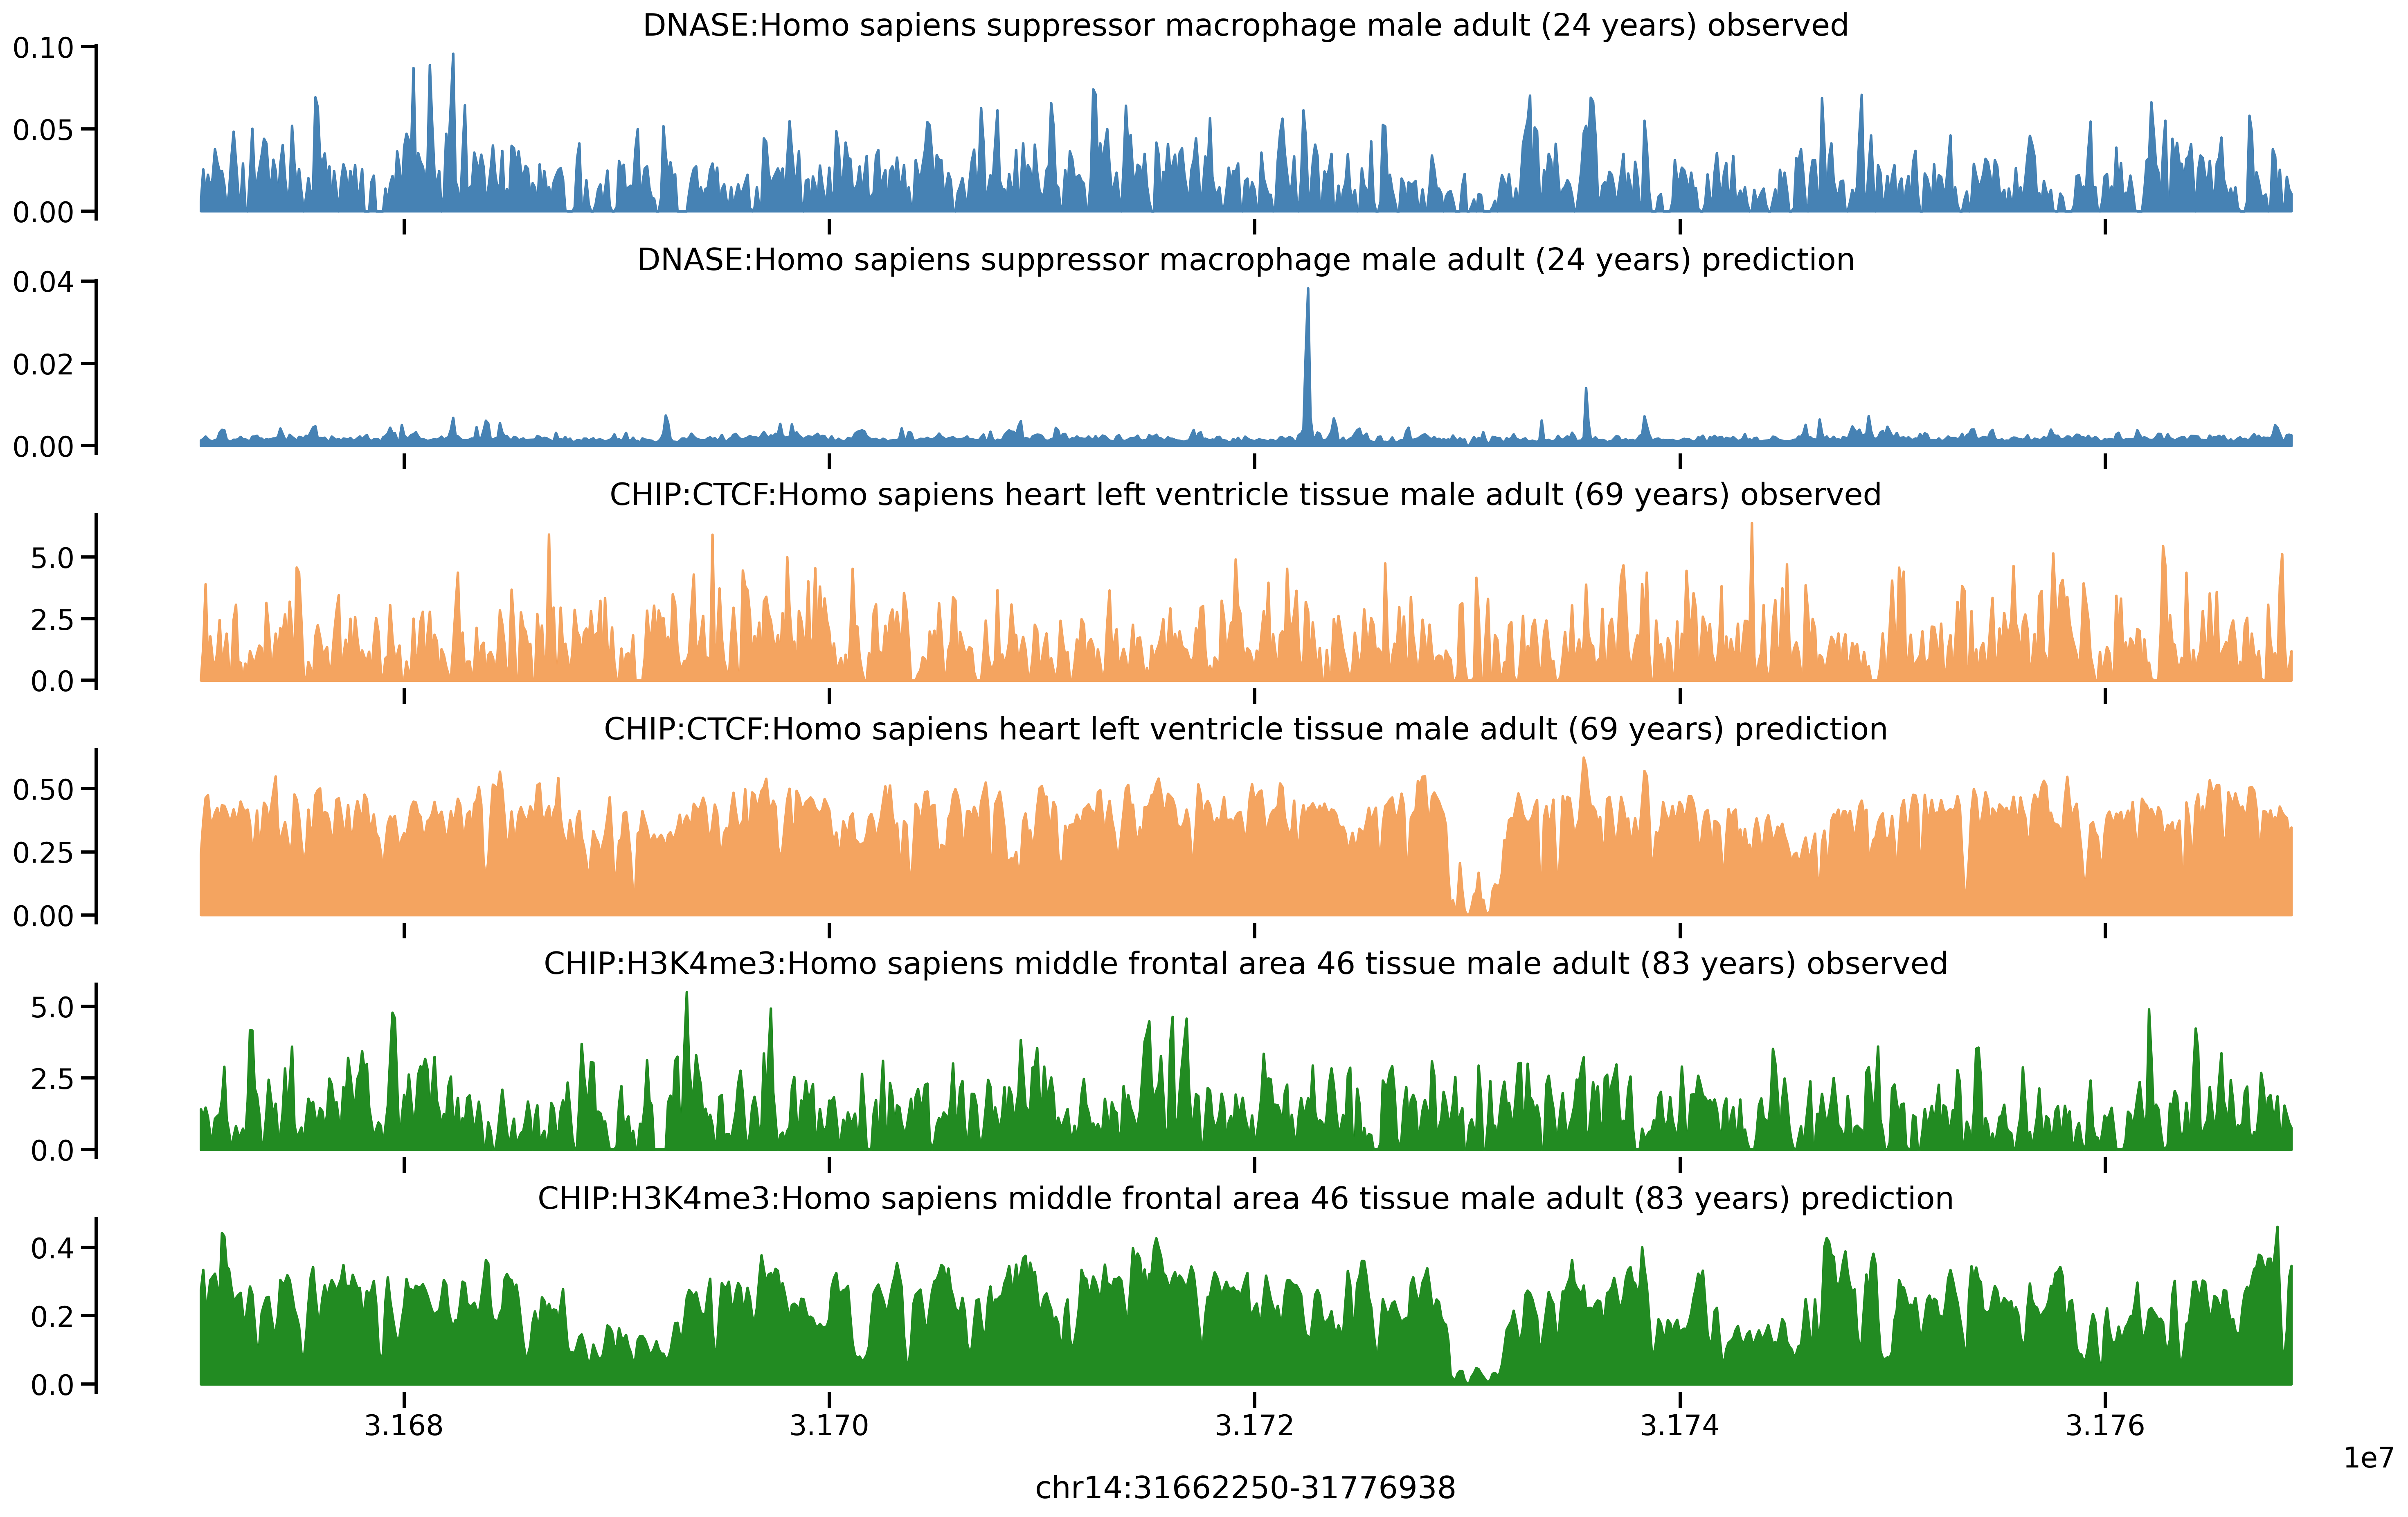 DNASE:Homo sapiens suppressor macrophage male adult (24 years) observed
0.10
0.05
0.00
DNASE:Homo sapiens suppressor macrophage male adult (24 years) prediction
0.04
0.02
0.00
CHIP:CTCF:Homo sapiens heart left ventricle tissue male adult (69 years) observed
5.0
2.5
0.0
CHIP:CTCF:Homo sapiens heart left ventricle tissue male adult (69 years) prediction
0.50
0.25
0.00
CHIP:H3K4me3:Homo sapiens middle frontal area 46 tissue male adult (83 years) observed
5.0
2.5
0.0
CHIP:H3K4me3:Homo sapiens middle frontal area 46 tissue male adult (83 years) prediction
0.4
0.2
0.0
3.168 3.170 3.172 3.174 3.176
1e7
chr14:31662250-31776938